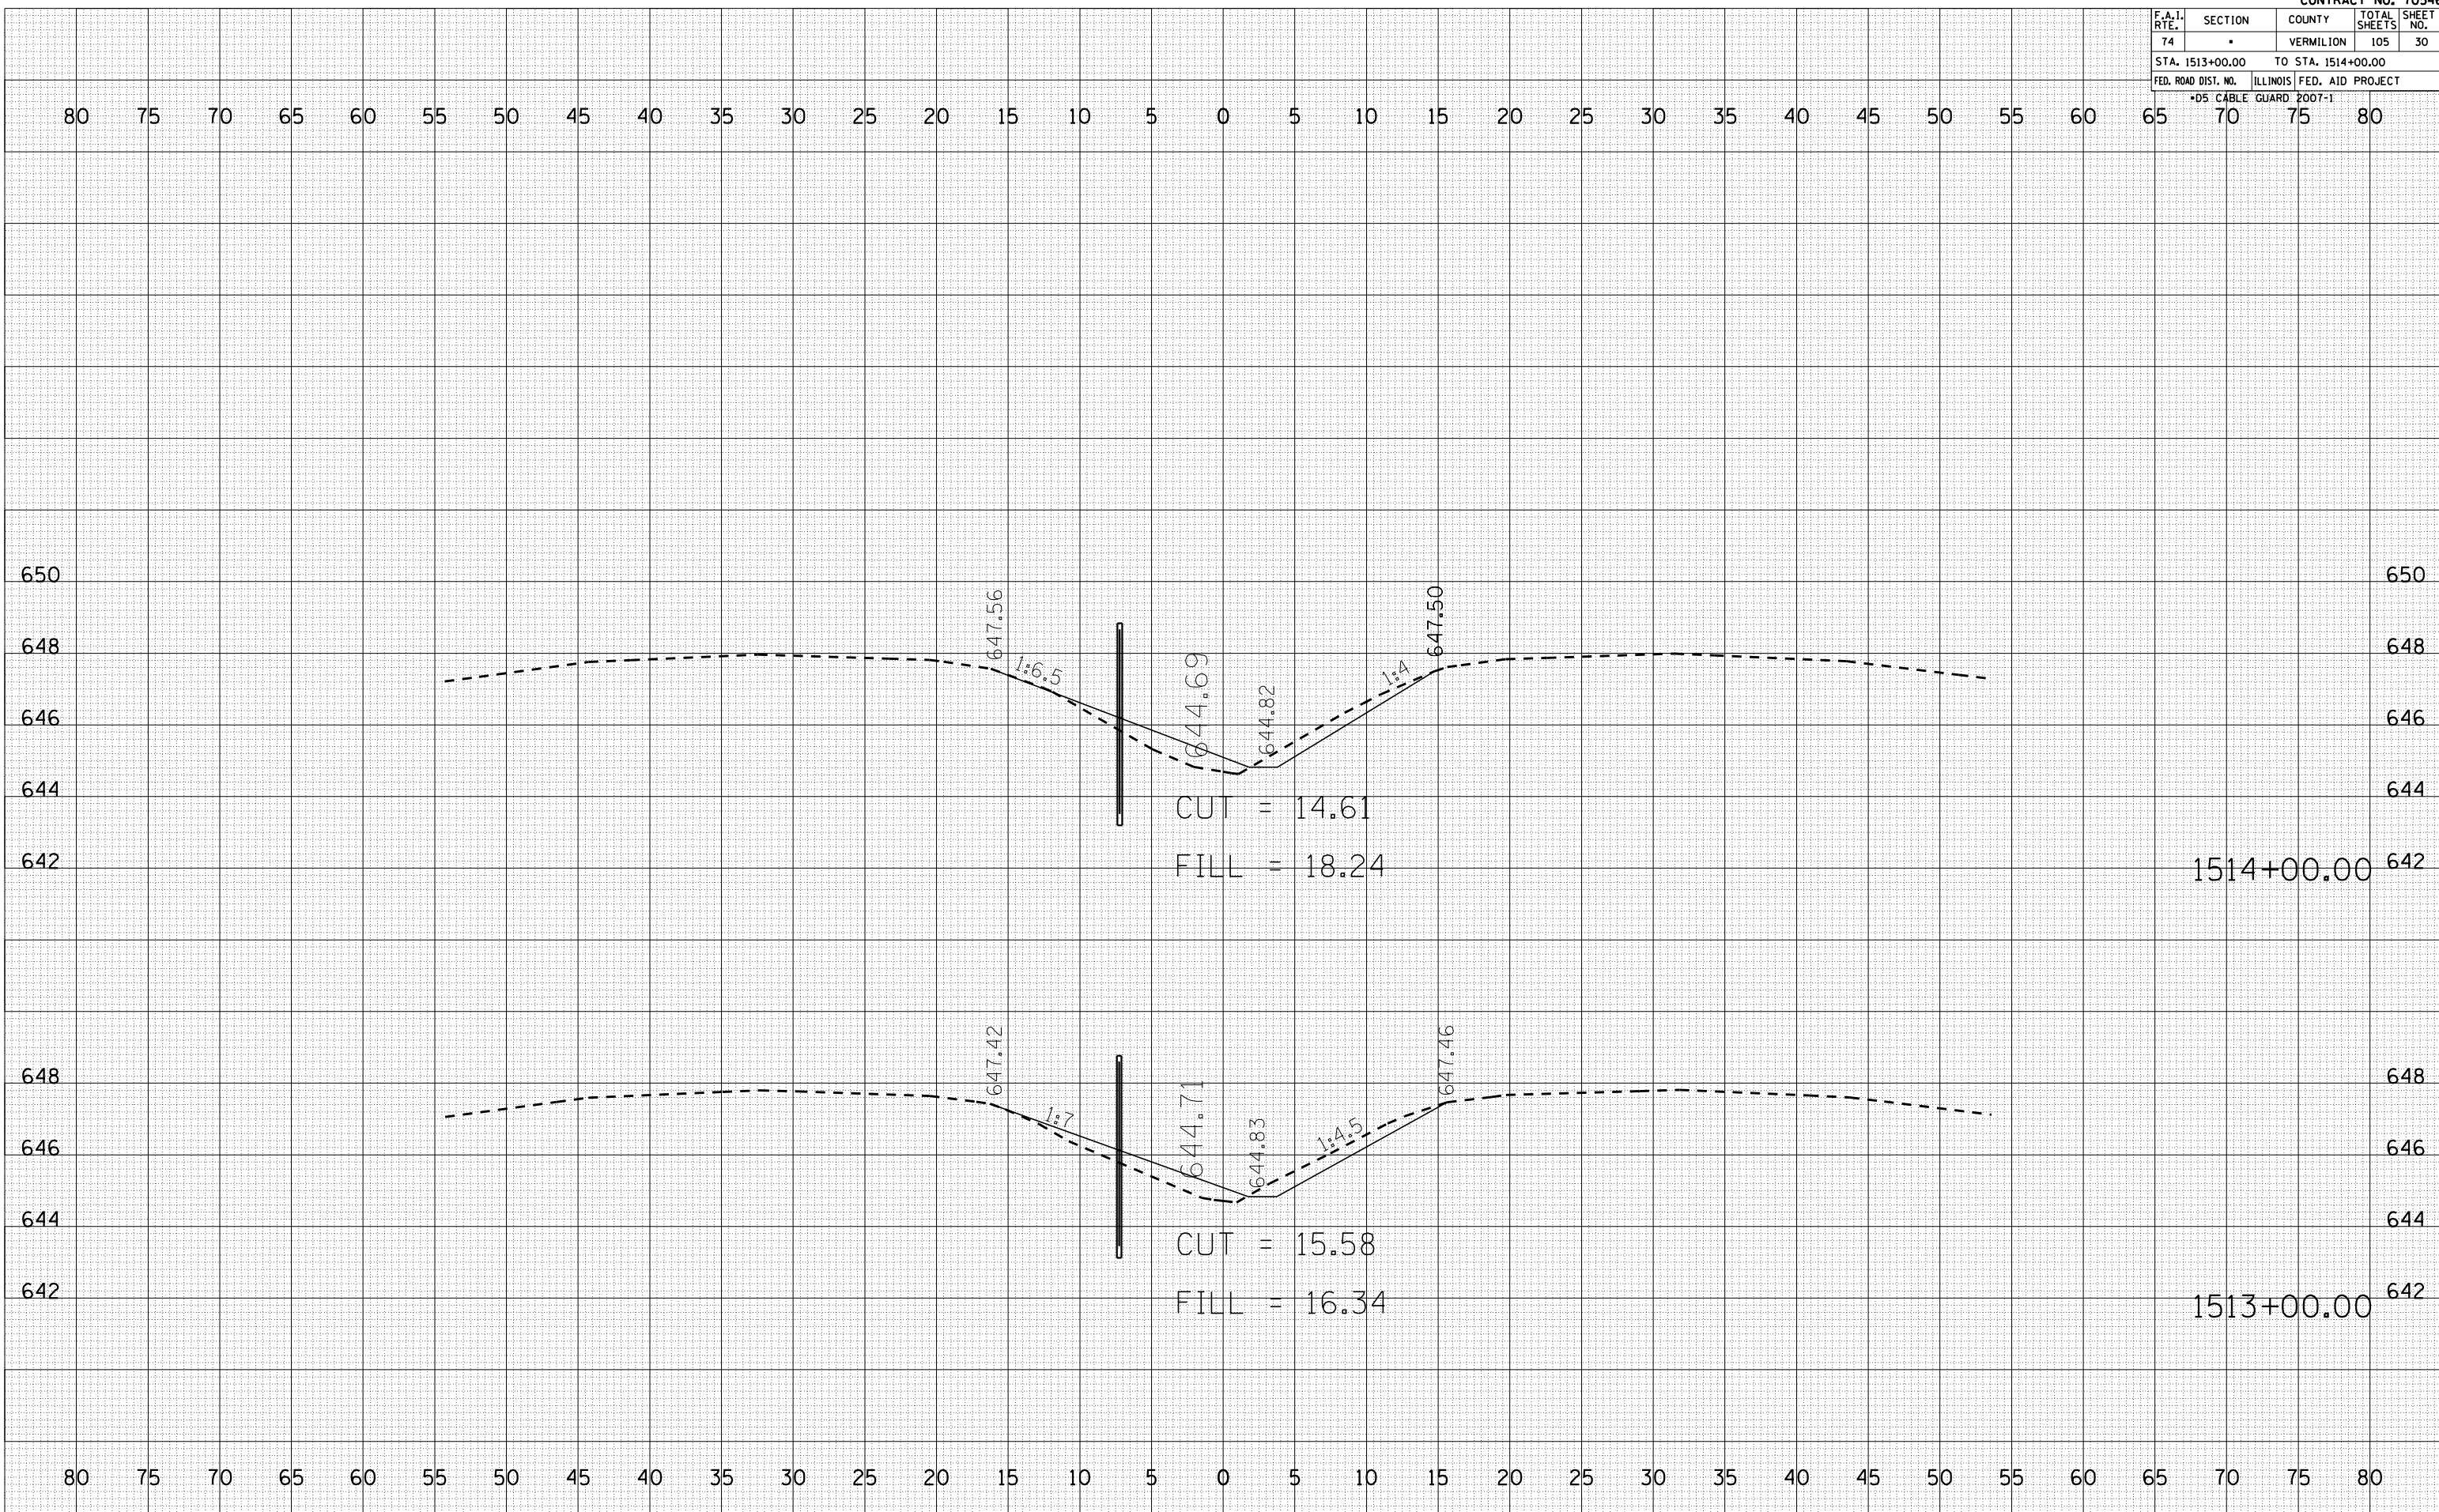 CONTRACT NO.
F.A.I. RTE. SECTION COUNTY TOTAL SHEETS SHEET NO.
74 * VERMILION 105 30
STA. 1513+00.00 TO STA. 1514+00.00
FED. ROAD DIST. NO. ILLINOIS FED. AID PROJECT
*D5 CABLE GUARD 2007-1
80 75 70 65 60 55 50 45 40 35 30 25 20 15 10 5 0 5 10 15 20 25 30 35 40 45 50 55 60 65 70 75 80
650 650
647.56
647.50
648 648
1:6.5
1:4
644.69
644.82
646 646
644 644
CUT = 14.61
642 642
FILL = 18.24
1514+00.00
647.42
647.46
648 648
1:7
1:4.5
644.71
644.83
646 646
644 644
CUT = 15.58
642 642
FILL = 16.34
1513+00.00
80 75 70 65 60 55 50 45 40 35 30 25 20 15 10 5 0 5 10 15 20 25 30 35 40 45 50 55 60 65 70 75 80